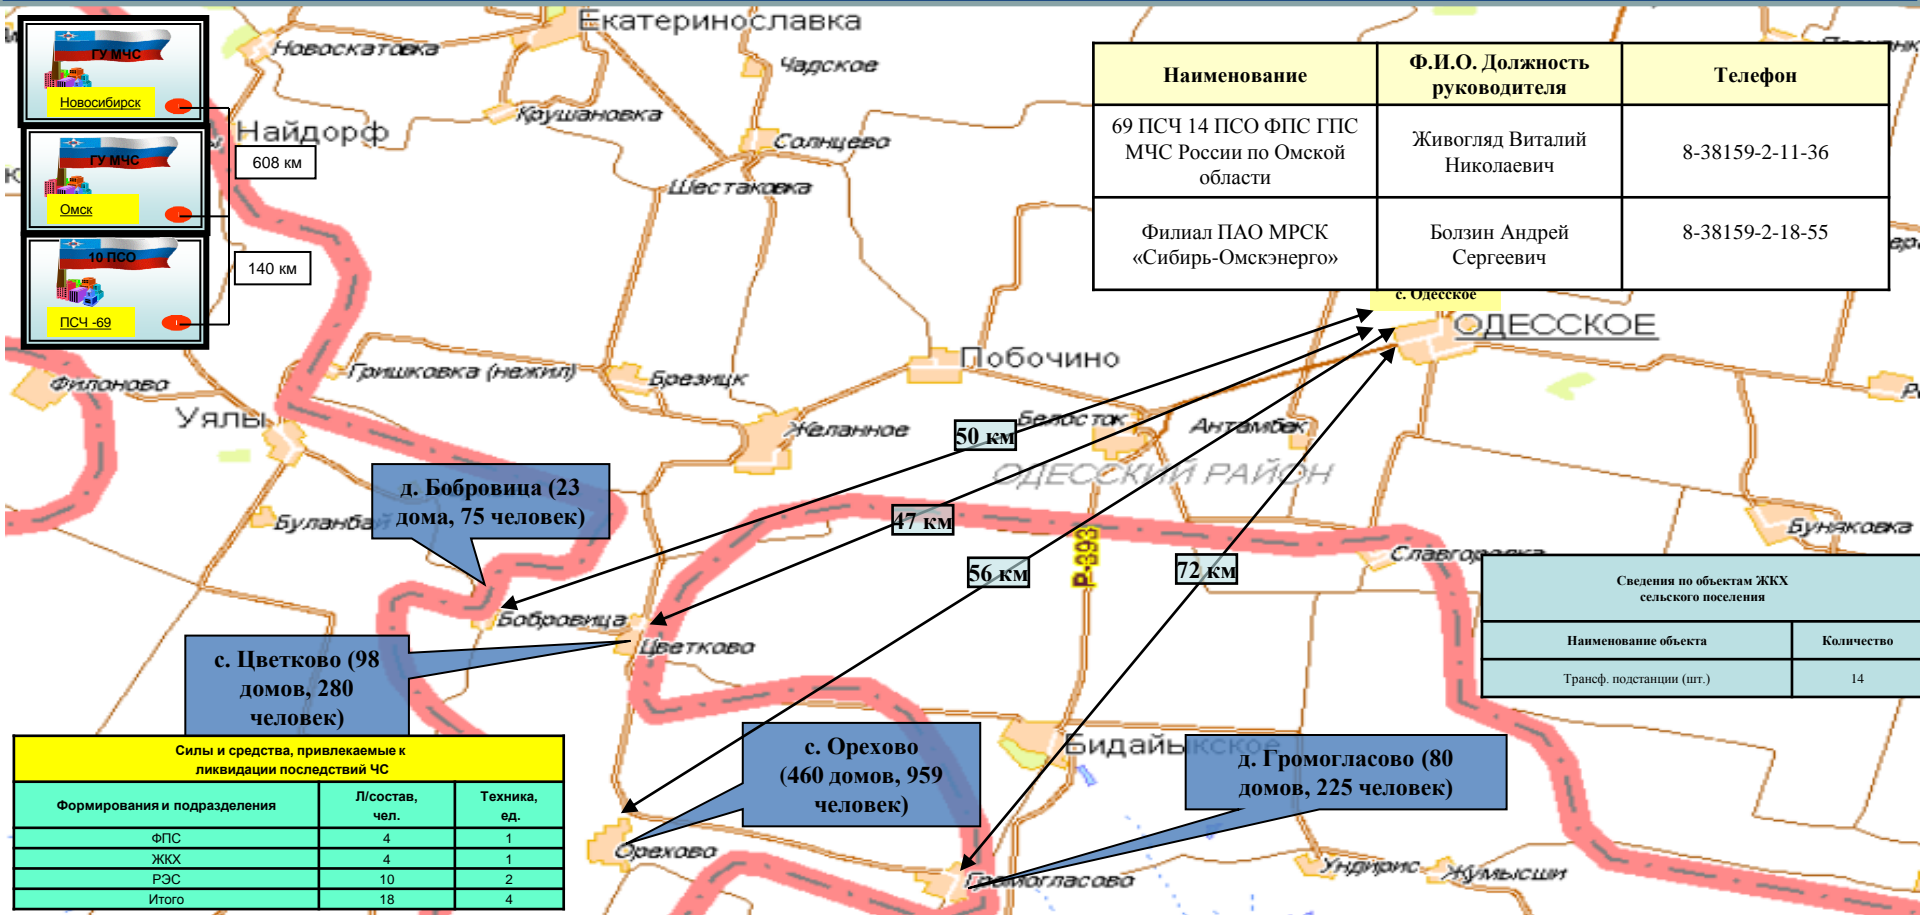 ГУ МЧС
Новосибирск
ГУ МЧС
Омск
10 ПСО
ПСЧ -69
608 км
140 км
Екатеринославка
Новоскатовка
Чадское
Крушановка
Найдорф
Солнцево
Шестаковка
Наименование
Ф.И.О. Должность
руководителя
Телефон
69 ПСЧ 14 ПСО ФПС ГПС
МЧС России по Омской
области
Живогляд Виталий
Николаевич
8-38159-2-11-36
Филиал ПАО МРСК
«Сибирь-Омскэнерго»
Болзин Андрей
Сергеевич
8-38159-2-18-55
с. Одесское
ОДЕССКОЕ
Филоново
Гришковка (нежил)
Брезицк
Побочино
Уялы
Желанное
Белосток
Антамбек
50 км
ОДЕССКИЙ РАЙОН
д. Бобровица (23
дома, 75 человек)
Буланбай
47 км
Р-393
56 км
72 км
Славгородка
Буняковка
Сведения по объектам ЖКХ
сельского поселения
Наименование объекта
Количество
Трансф. подстанции (шт.)
14
Бобровица
Цветково
с. Цветково (98
домов, 280
человек)
с. Орехово
(460 домов, 959
человек)
Бидайыкское
д. Громогласово (80
домов, 225 человек)
Силы и средства, привлекаемые к
ликвидации последствий ЧС
Формирования и подразделения
Л/состав,
чел.
Техника,
ед.
ФПС 4 1
ЖКХ 4 1
РЭС 10 2
Итого 18 4
Орехово
Громогласово
Ундирис
Жумысши